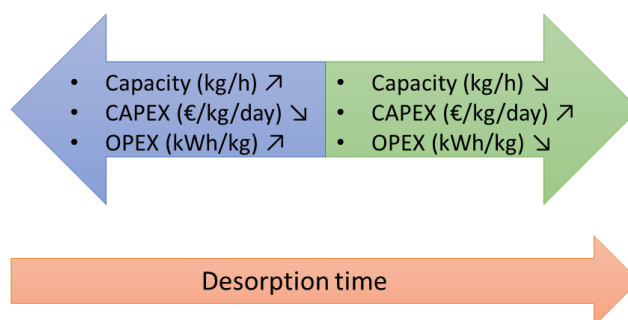 • Capacity (kg/h) ↗
• CAPEX (€/kg/day) ↘
• OPEX (kWh/kg) ↗
• Capacity (kg/h) ↘
• CAPEX (€/kg/day) ↗
• OPEX (kWh/kg) ↘
Desorption time